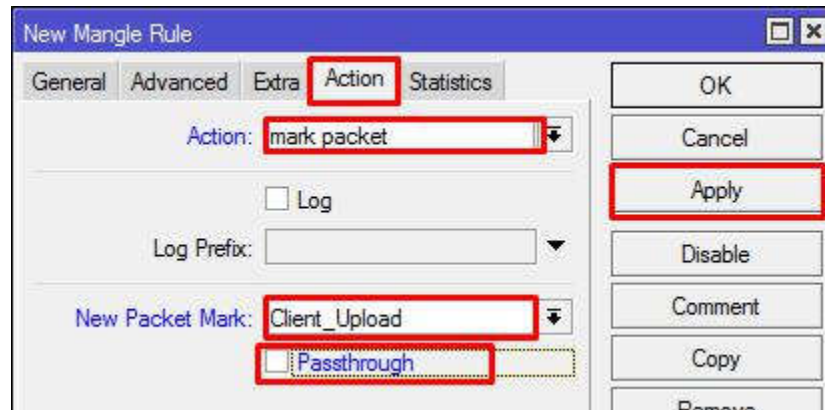 New Mangle Rule
General Advanced Extra Action Statistics
OK
Action: mark packet
Cancel
Log
Apply
Log Prefix:
Disable
New Packet Mark: Client_Upload
Comment
Passthrough
Copy
Remove